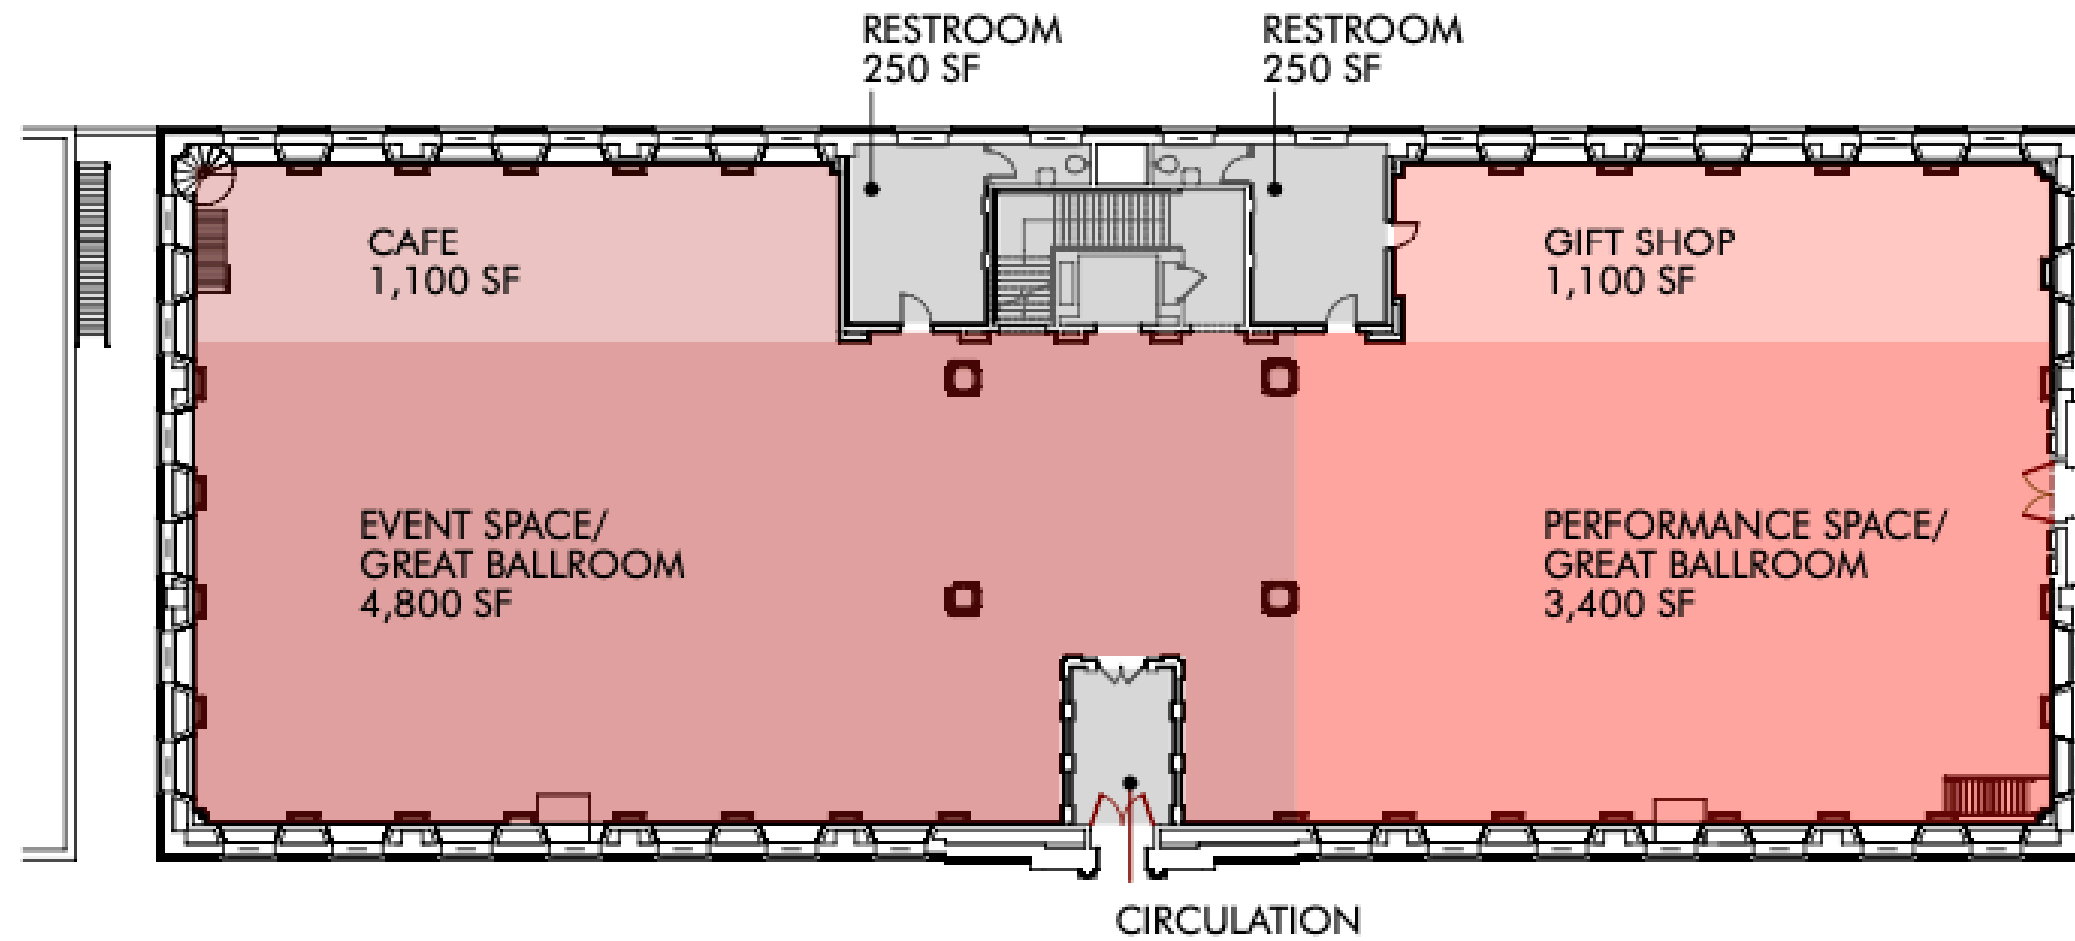 RESTROOM
250 SF
RESTROOM
250 SF
CAFE
1,100 SF
GIFT SHOP
1,100 SF
EVENT SPACE/
GREAT BALLROOM
4,800 SF
PERFORMANCE SPACE/
GREAT BALLROOM
3,400 SF
CIRCULATION